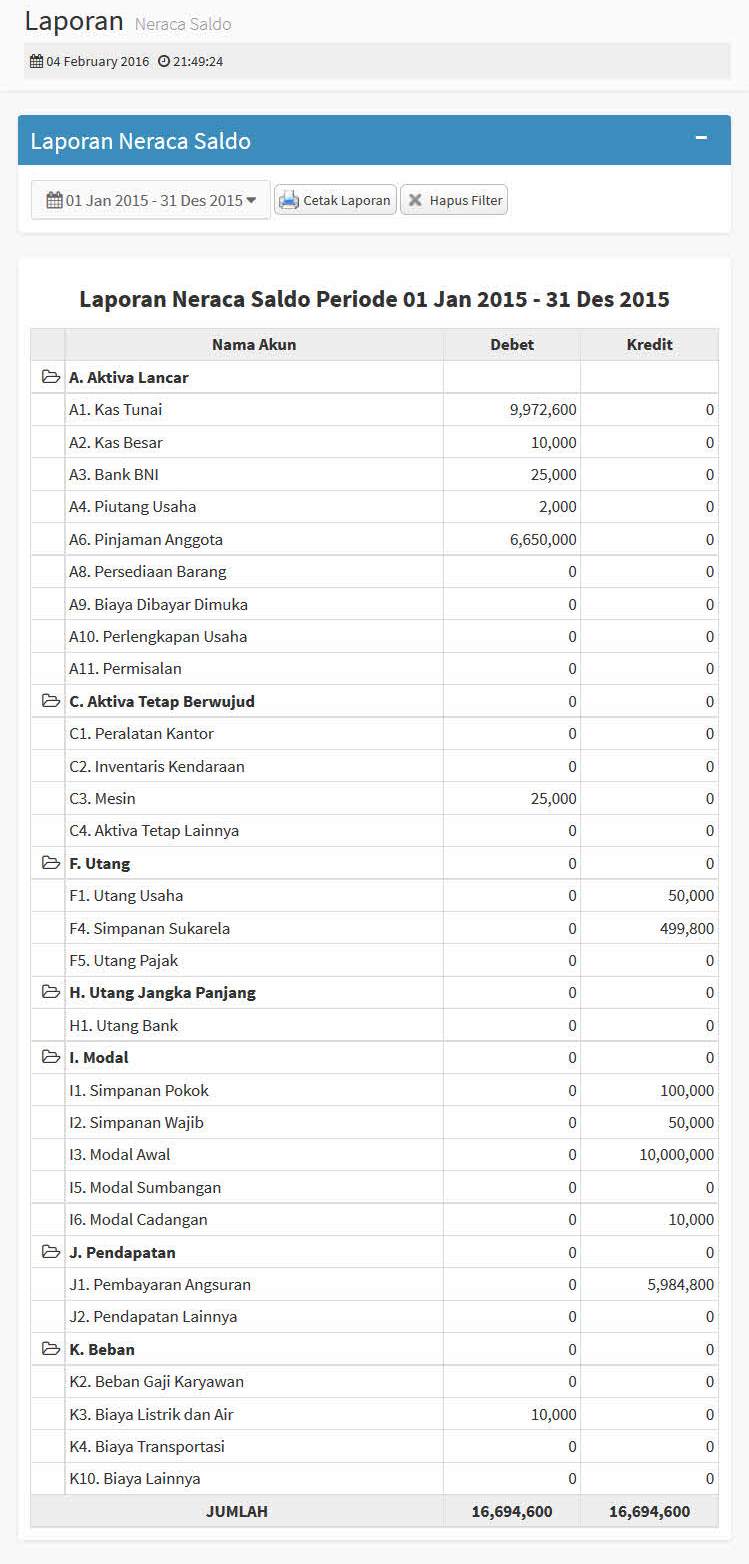 Laporan Neraca Saldo
04 February 2016 21:49:24
Laporan Neraca Saldo
01 Jan 2015 - 31 Des 2015 Cetak Laporan Hapus Filter
Laporan Neraca Saldo Periode 01 Jan 2015 - 31 Des 2015
Nama Akun Debet Kredit
A. Aktiva Lancar
A1. Kas Tunai 9,972,600 0
A2. Kas Besar 10,000 0
A3. Bank BNI 25,000 0
A4. Piutang Usaha 2,000 0
A6. Pinjaman Anggota 6,650,000 0
A8. Persediaan Barang 0 0
A9. Biaya Dibayar Dimuka 0 0
A10. Perlengkapan Usaha 0 0
A11. Permisalan 0 0
C. Aktiva Tetap Berwujud 0 0
C1. Peralatan Kantor 0 0
C2. Inventaris Kendaraan 0 0
C3. Mesin 25,000 0
C4. Aktiva Tetap Lainnya 0 0
F. Utang 0 0
F1. Utang Usaha 0 50,000
F4. Simpanan Sukarela 0 499,800
F5. Utang Pajak 0 0
H. Utang Jangka Panjang 0 0
H1. Utang Bank 0 0
I. Modal 0 0
I1. Simpanan Pokok 0 100,000
I2. Simpanan Wajib 0 50,000
I3. Modal Awal 0 10,000,000
I5. Modal Sumbangan 0 0
I6. Modal Cadangan 0 10,000
J. Pendapatan 0 0
J1. Pembayaran Angsuran 0 5,984,800
J2. Pendapatan Lainnya 0 0
K. Beban 0 0
K2. Beban Gaji Karyawan 0 0
K3. Biaya Listrik dan Air 10,000 0
K4. Biaya Transportasi 0 0
K10. Biaya Lainnya 0 0
JUMLAH 16,694,600 16,694,600